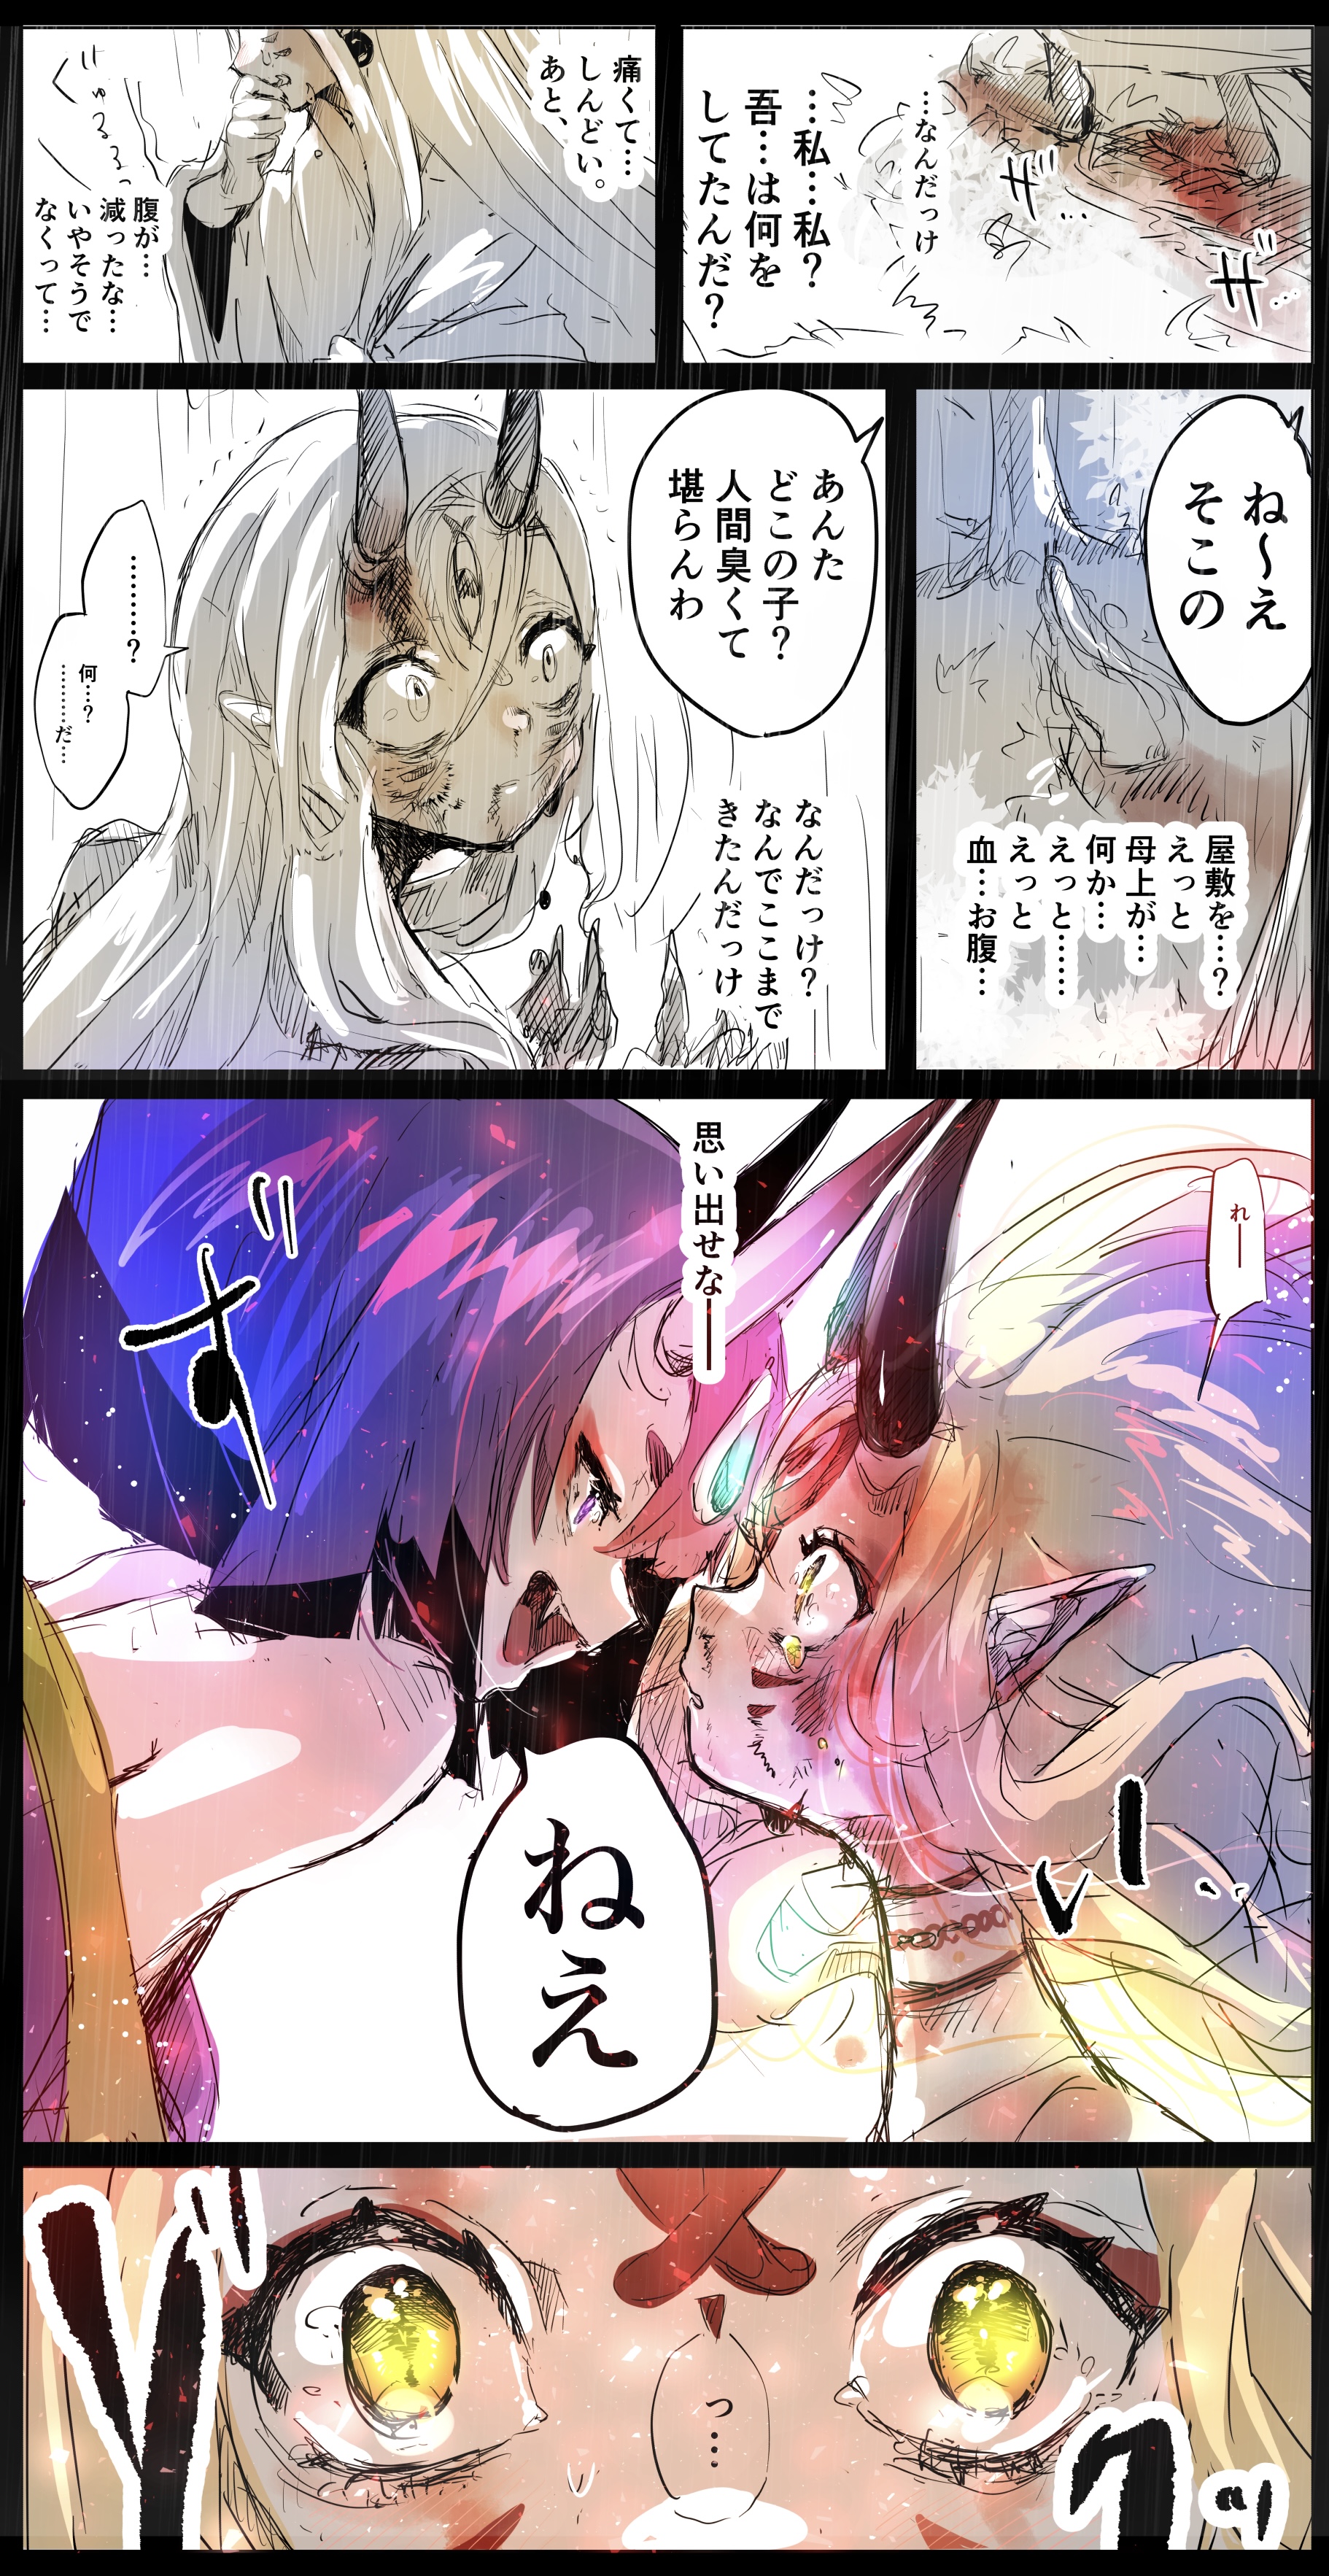 …なんだっけ
…私…私?
吾…は何を
してたんだ?
ザ…
ザ…
痛くて…
しんどい。
あと、
ぐじゅるるっ
腹が…
減ったな…
いやそうで
なくって…
ね～え
そこの
屋敷を…?
えっと
母上が…
何か…
えっと……
えっと
血…お腹…
あんた
どこの子?
人間臭くて
堪らんわ
なんだっけ?
なんでここまで
きたんだっけ
………?
何…?
………だ…
れ―
思い出せな――
ずい
ねえ
い…
っ…
ゾクッ